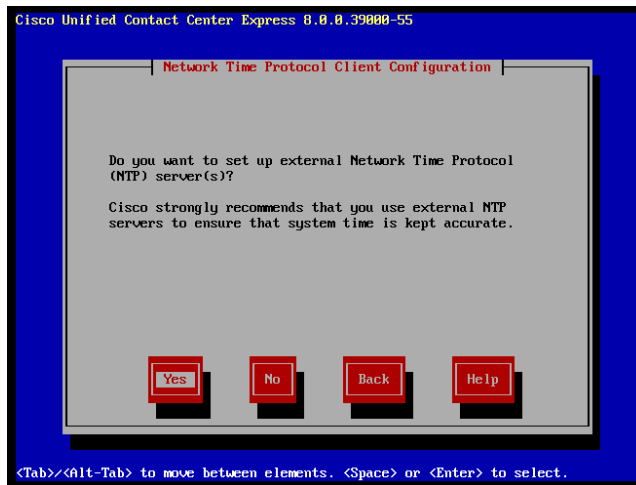 Cisco Unified Contact Center Express 8.0.0.39000-55
Network Time Protocol Client Configuration
Do you want to set up external Network Time Protocol
(NTP) server(s)?
Cisco strongly recommends that you use external NTP
servers to ensure that system time is kept accurate.
Yes No Back Help
<Tab>/<Alt-Tab> to move between elements. <Space> or <Enter> to select.